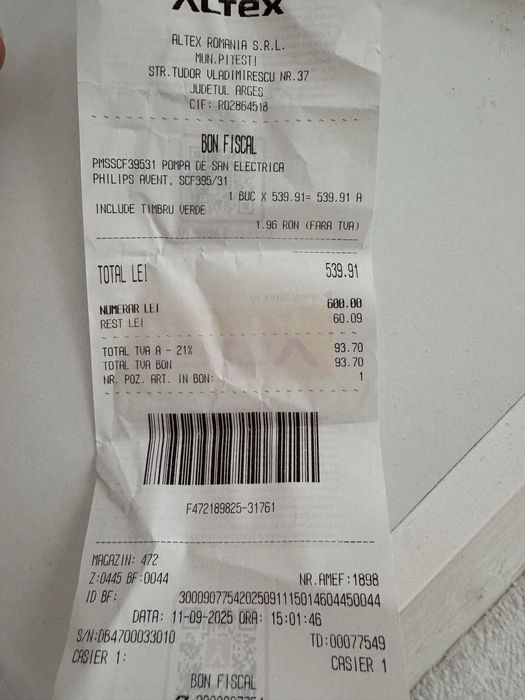 ALTEX
ALTEX ROMANIA S.R.L.
MUN.PITESTI
STR.TUDOR VLADIMIRESCU NR.37
JUDETUL ARGES
CIF: RO2864518
BON FISCAL
PMSSCF39531 POMPA DE SAN ELECTRICA
PHILIPS AVENT, SCF395/31
1 BUC X 539.91= 539.91 A
INCLUDE TIMBRU VERDE
1.96 RON (FARA TVA)
TOTAL LEI 539.91
NUMERAR LEI 600.00
REST LEI 60.09
TOTAL TVA A - 21% 93.70
TOTAL TVA BON 93.70
NR. POZ. ART. IN BON: 1
F472189825-31761
MAGAZIN: 472
Z:0445 BF:0044 NR.AMEF:1898
ID BF: 30009077542025091115014604450044
DATA: 11-09-2025 ORA: 15:01:46
S/N:DB4700033010 TD:00077549
CASIER 1: CASIER 1
BON FISCAL